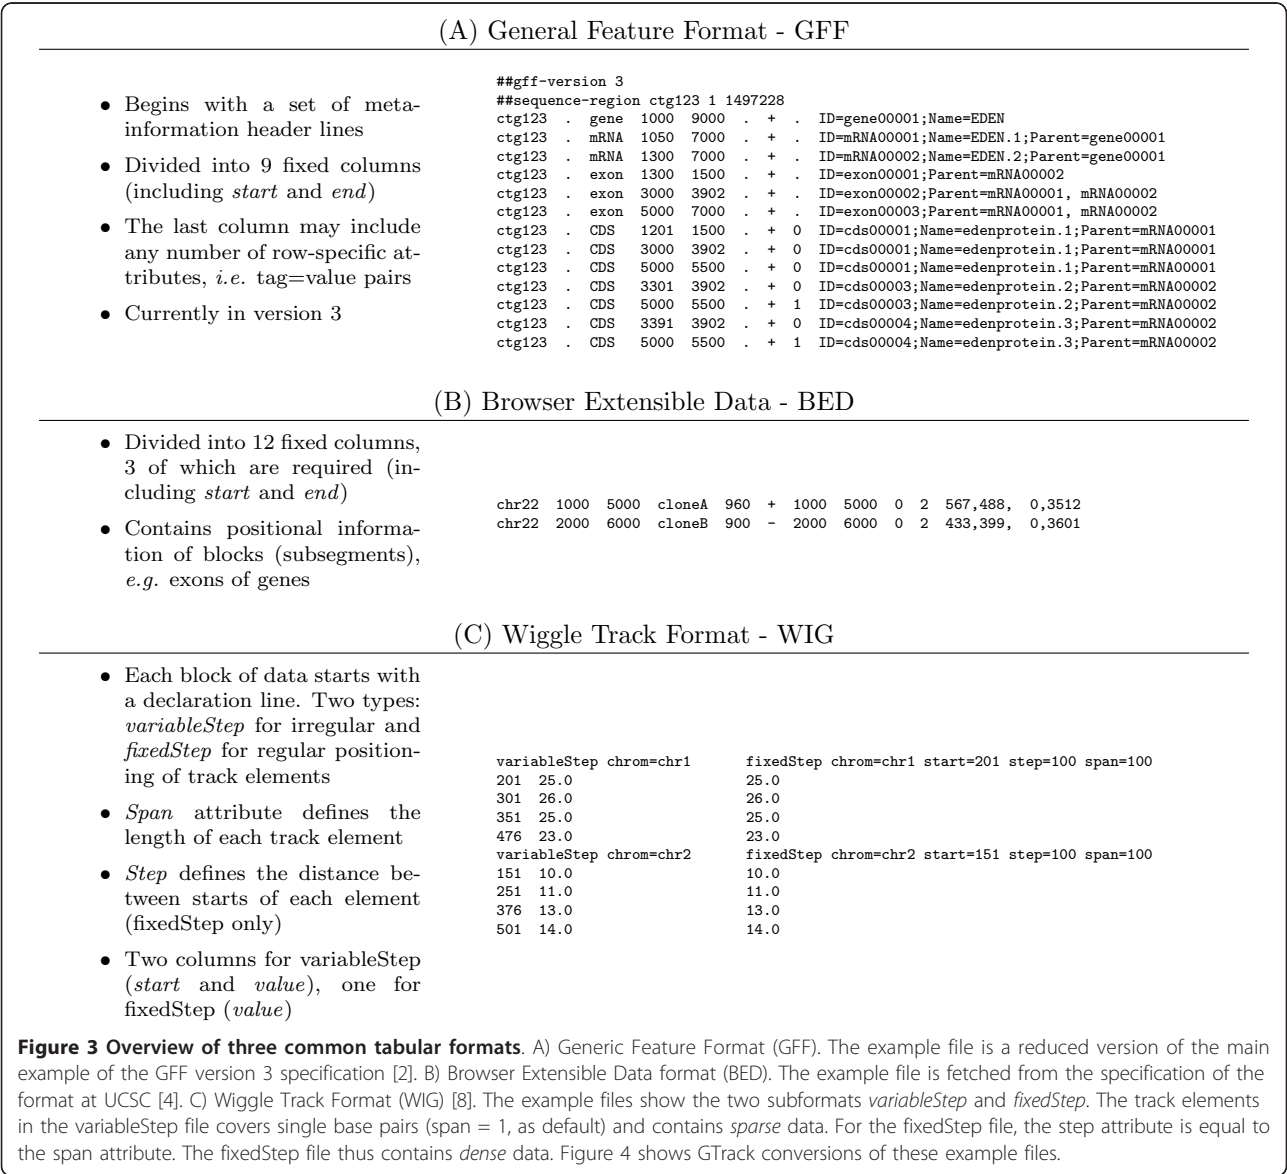 (A) General Feature Format - GFF
• Begins with a set of meta-
information header lines
• Divided into 9 fixed columns
(including start and end)
• The last column may include
any number of row-specific at-
tributes, i.e. tag=value pairs
• Currently in version 3
##gff-version 3
##sequence-region ctg123 1 1497228
ctg123 . gene 1000 9000 . + . ID=gene00001;Name=EDEN
ctg123 . mRNA 1050 7000 . + . ID=mRNA00001;Name=EDEN.1;Parent=gene00001
ctg123 . mRNA 1300 7000 . + . ID=mRNA00002;Name=EDEN.2;Parent=gene00001
ctg123 . exon 1300 1500 . + . ID=exon00001;Parent=mRNA00002
ctg123 . exon 3000 3902 . + . ID=exon00002;Parent=mRNA00001, mRNA00002
ctg123 . exon 5000 7000 . + . ID=exon00003;Parent=mRNA00001, mRNA00002
ctg123 . CDS 1201 1500 . + 0 ID=cds00001;Name=edenprotein.1;Parent=mRNA00001
ctg123 . CDS 3000 3902 . + 0 ID=cds00001;Name=edenprotein.1;Parent=mRNA00001
ctg123 . CDS 5000 5500 . + 0 ID=cds00001;Name=edenprotein.1;Parent=mRNA00001
ctg123 . CDS 3301 3902 . + 0 ID=cds00003;Name=edenprotein.2;Parent=mRNA00002
ctg123 . CDS 5000 5500 . + 1 ID=cds00003;Name=edenprotein.2;Parent=mRNA00002
ctg123 . CDS 3391 3902 . + 0 ID=cds00004;Name=edenprotein.3;Parent=mRNA00002
ctg123 . CDS 5000 5500 . + 1 ID=cds00004;Name=edenprotein.3;Parent=mRNA00002
(B) Browser Extensible Data - BED
• Divided into 12 fixed columns,
3 of which are required (in-
cluding start and end)
• Contains positional informa-
tion of blocks (subsegments),
e.g. exons of genes
chr22 1000 5000 cloneA 960 + 1000 5000 0 2 567,488, 0,3512
chr22 2000 6000 cloneB 900 - 2000 6000 0 2 433,399, 0,3601
(C) Wiggle Track Format - WIG
• Each block of data starts with
a declaration line. Two types:
variableStep for irregular and
fixedStep for regular position-
ing of track elements
• Span attribute defines the
length of each track element
• Step defines the distance be-
tween starts of each element
(fixedStep only)
• Two columns for variableStep
(start and value), one for
fixedStep (value)
variableStep chrom=chr1
201 25.0
301 26.0
351 25.0
476 23.0
variableStep chrom=chr2
151 10.0
251 11.0
376 13.0
501 14.0
fixedStep chrom=chr1 start=201 step=100 span=100
25.0
26.0
25.0
23.0
fixedStep chrom=chr2 start=151 step=100 span=100
10.0
11.0
13.0
14.0
Figure 3 Overview of three common tabular formats. A) Generic Feature Format (GFF). The example file is a reduced version of the main
example of the GFF version 3 specification [2]. B) Browser Extensible Data format (BED). The example file is fetched from the specification of the
format at UCSC [4]. C) Wiggle Track Format (WIG) [8]. The example files show the two subformats variableStep and fixedStep. The track elements
in the variableStep file covers single base pairs (span = 1, as default) and contains sparse data. For the fixedStep file, the step attribute is equal to
the span attribute. The fixedStep file thus contains dense data. Figure 4 shows GTrack conversions of these example files.